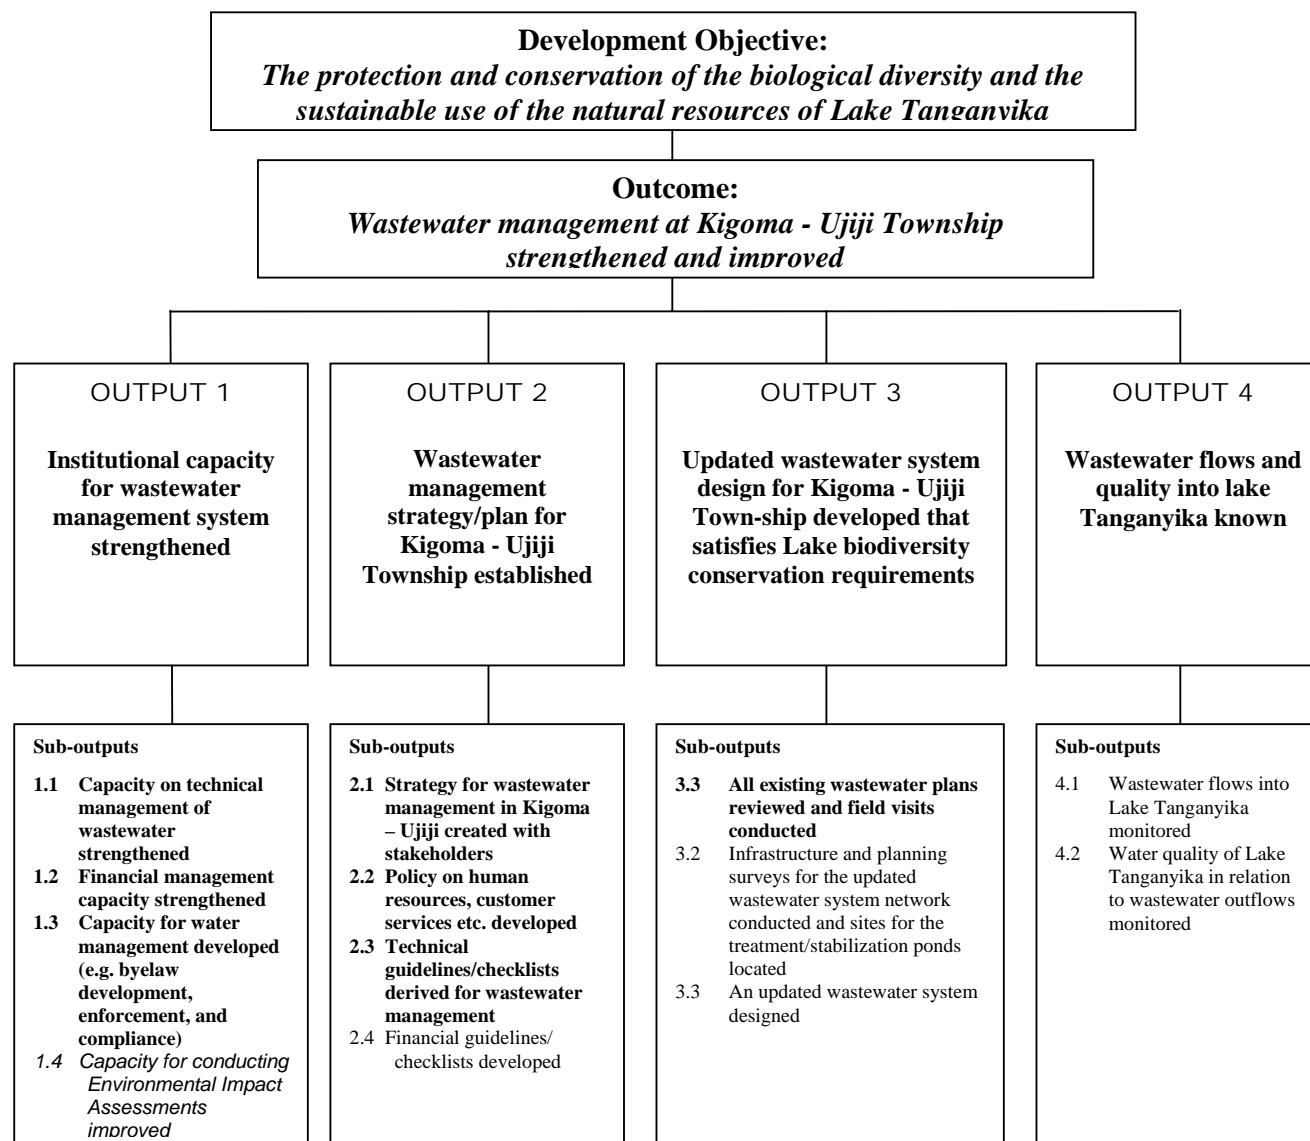 Development Objective:
The protection and conservation of the biological diversity and the
sustainable use of the natural resources of Lake Tanganyika
Outcome:
Wastewater management at Kigoma - Ujiji Township
strengthened and improved
OUTPUT 1
Institutional capacity
for wastewater
management system
strengthened
OUTPUT 2
Wastewater
management
strategy/plan for
Kigoma - Ujiji
Township established
OUTPUT 3
Updated wastewater system
design for Kigoma - Ujiji
Town-ship developed that
satisfies Lake biodiversity
conservation requirements
OUTPUT 4
Wastewater flows and
quality into lake
Tanganyika known
Sub-outputs
1.1 Capacity on technical
management of
wastewater
strengthened
1.2 Financial management
capacity strengthened
1.3 Capacity for water
management developed
(e.g. byelaw
development,
enforcement, and
compliance)
1.4 Capacity for conducting
Environmental Impact
Assessments
improved
Sub-outputs
2.1 Strategy for wastewater
management in Kigoma
– Ujiji created with
stakeholders
2.2 Policy on human
resources, customer
services etc. developed
2.3 Technical
guidelines/checklists
derived for wastewater
management
2.4 Financial guidelines/
checklists developed
Sub-outputs
3.3 All existing wastewater plans
reviewed and field visits
conducted
3.2 Infrastructure and planning
surveys for the updated
wastewater system network
conducted and sites for the
treatment/stabilization ponds
located
3.3 An updated wastewater system
designed
Sub-outputs
4.1 Wastewater flows into
Lake Tanganyika
monitored
4.2 Water quality of Lake
Tanganyika in relation
to wastewater outflows
monitored